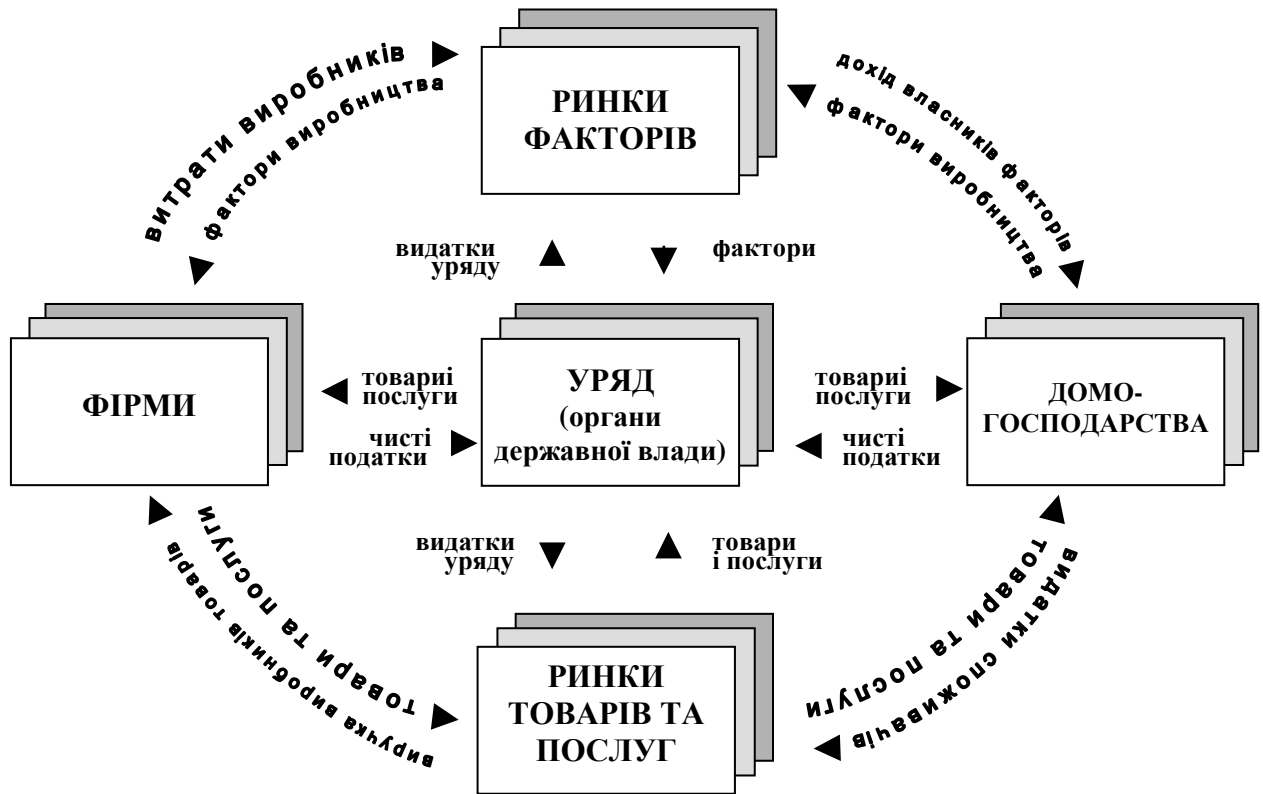 витрати виробників
фактори виробництва
РИНКИ
ФАКТОРІВ
дохід власників факторів
фактори виробництва
видатки
уряду
фактори
ФІРМИ
товариі
послуги
чисті
податки
УРЯД
(органи
державної влади)
товариі
послуги
чисті
податки
ДОМО-
ГОСПОДАРСТВА
видатки
уряду
товари
і послуги
товари та послуги
виручка виробників товарів
РИНКИ
ТОВАРІВ ТА
ПОСЛУГ
товари та послуги
видатки споживачів